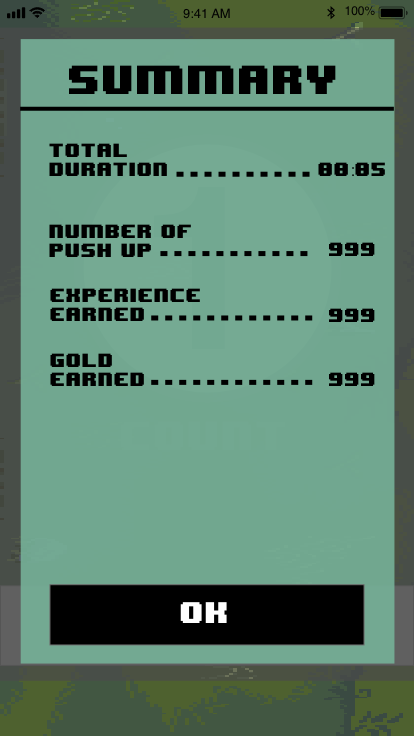 9:41 AM 100%
SUMMARY
TOTAL
DURATION .......... 00:05
NUMBER OF
PUSH UP ........... 999
EXPERIENCE
EARNED ............ 999
GOLD
EARNED ............ 999
COUNT
OK